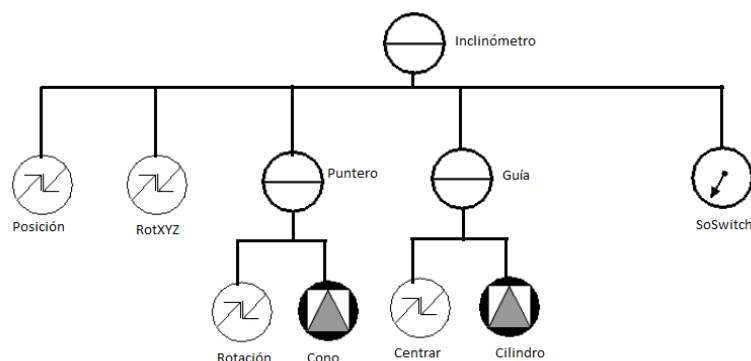 Inclinómetro
Posición
RotXYZ
Puntero
Guía
SoSwitch
Rotación
Cono
Centrar
Cilindro